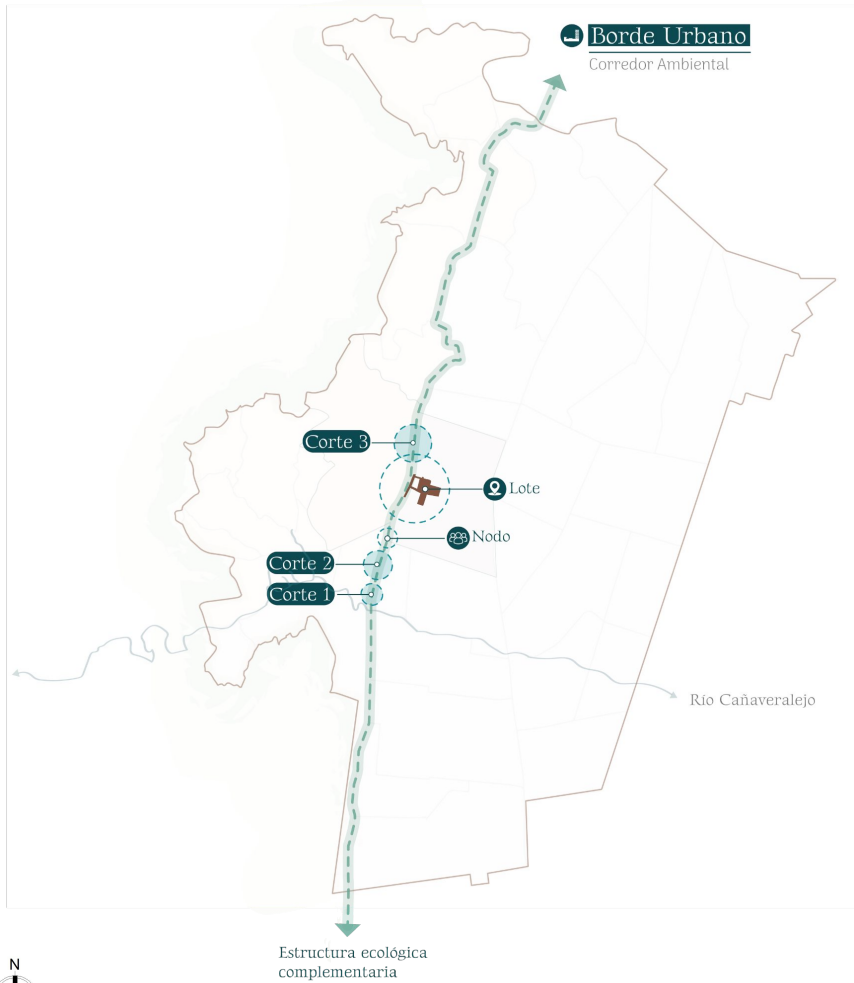 Borde Urbano
Corredor Ambiental
Corte 3
Lote
Nodo
Corte 2
Corte 1
Río Cañaveralejo
Estructura ecológica
complementaria
N